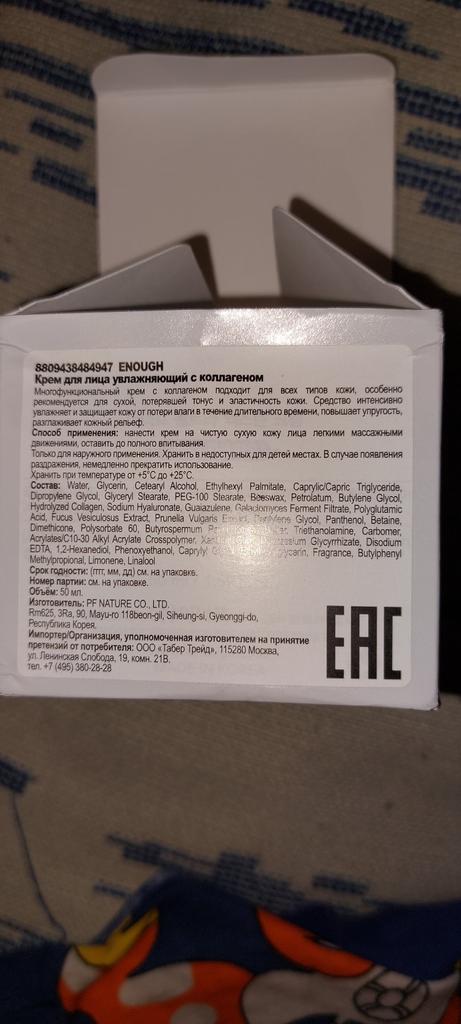 8809438484947 ENOUGH
Крем для лица увлажняющий с коллагеном
Многофункциональный крем с коллагеном подходит для всех типов кожи, особенно
рекомендуется для сухой, потерявшей тонус и эластичность кожи. Средство интенсивно
увлажняет и защищает кожу от потери влаги в течение длительного времени, повышает упругость,
разглаживает кожный рельеф.
Способ применения: нанести крем на чистую сухую кожу лица легкими массажными
движениями, оставить до полного впитывания.
Только для наружного применения. Хранить в недоступных для детей местах. В случае появления
раздражения, немедленно прекратить использование.
Хранить при температуре от +5°С до +25°С.
Состав: Water, Glycerin, Cetearyl Alcohol, Ethylhexyl Palmitate, Caprylic/Capric Triglyceride,
Dipropylene Glycol, Glyceryl Stearate, PEG-100 Stearate, Beeswax, Petrolatum, Butylene Glycol,
Hydrolyzed Collagen, Sodium Hyaluronate, Guaiazulene, Galactomyces Ferment Filtrate, Polyglutamic
Acid, Fucus Vesiculosus Extract, Prunella Vulgaris Glycol, Panthenol, Betaine,
Dimethicone, Polysorbate 60, Butyrospermum Triethanolamine, Carbomer,
Acrylates/C10-30 Alkyl Acrylate Crosspolymer, Glycyrrhizate, Disodium
EDTA, 1,2-Hexanediol, Phenoxyethanol, Caprylyl Fragrance, Butylphenyl
Methylpropional, Limonene, Linalool
Срок годности: (гггг, мм, дд) см. на упаковке.
Номер партии: см. на упаковке.
Объём: 50 мл.
Изготовитель: PF NATURE CO., LTD.
Rm625, 3Ra, 90, Mayu-ro 118beon-gil, Siheung-si, Gyeonggi-do,
Республика Корея.
Импортер/Организация, уполномоченная изготовителем на принятие
претензий от потребителя: ООО «Табер Трейд», 115280 Москва,
ул. Ленинская Слобода, 19, комн. 21В.
тел. +7 (495) 380-28-28
EAC